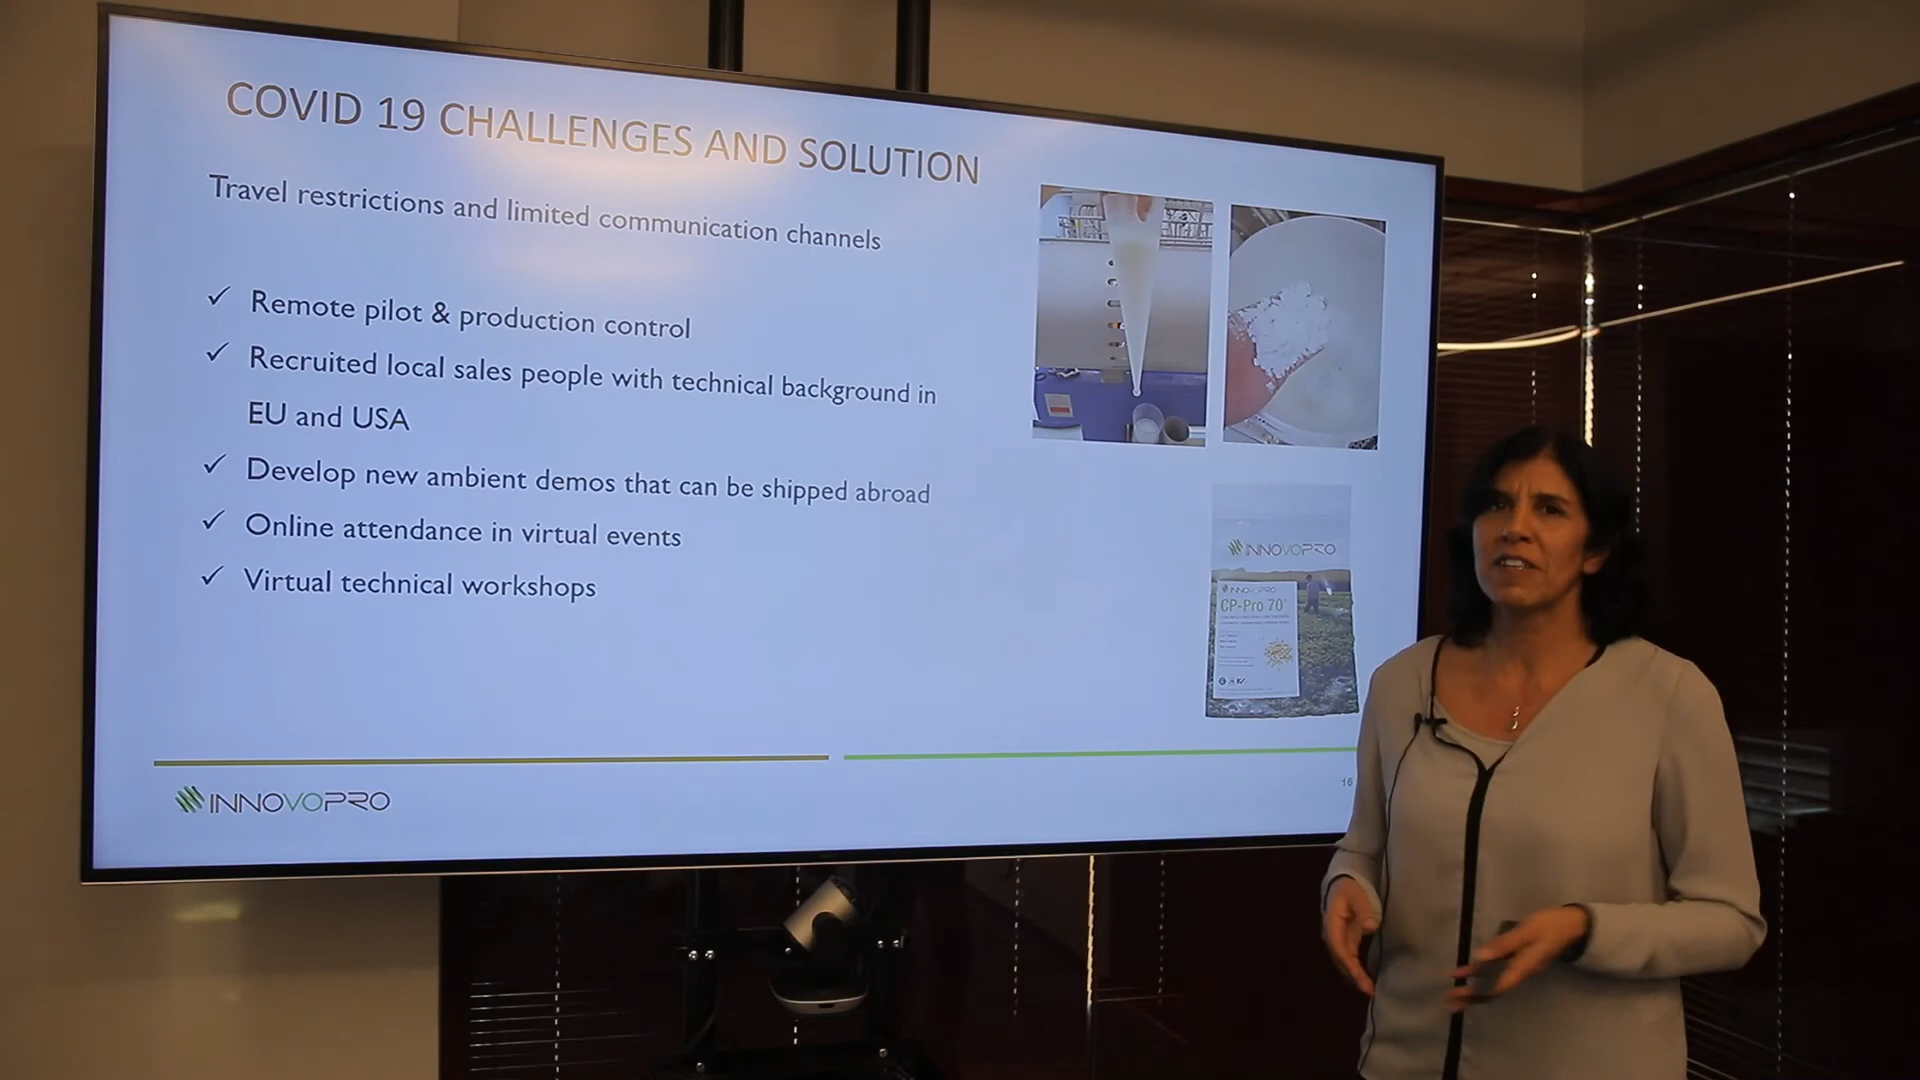 COVID 19 CHALLENGES AND SOLUTION
Travel restrictions and limited communication channels
✓ Remote pilot & production control
✓ Recruited local sales people with technical background in
EU and USA
✓ Develop new ambient demos that can be shipped abroad
✓ Online attendance in virtual events
✓ Virtual technical workshops
INNOVOPRO
INNOVOPRO
CP-Pro 70
INNOVOPRO
16